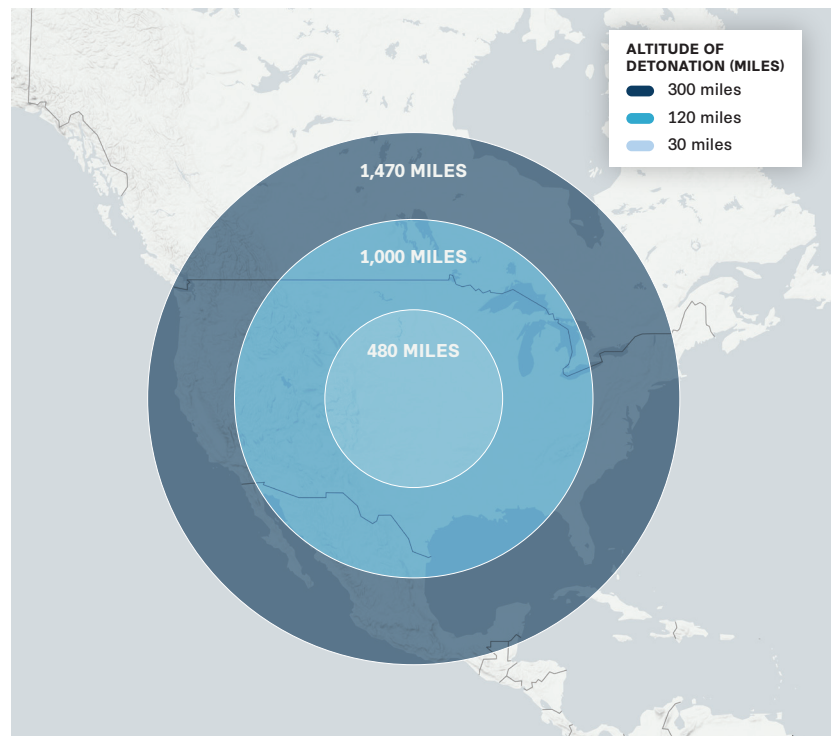 ALTITUDE OF
DETONATION (MILES)
300 miles
120 miles
30 miles
1,470 MILES
1,000 MILES
480 MILES